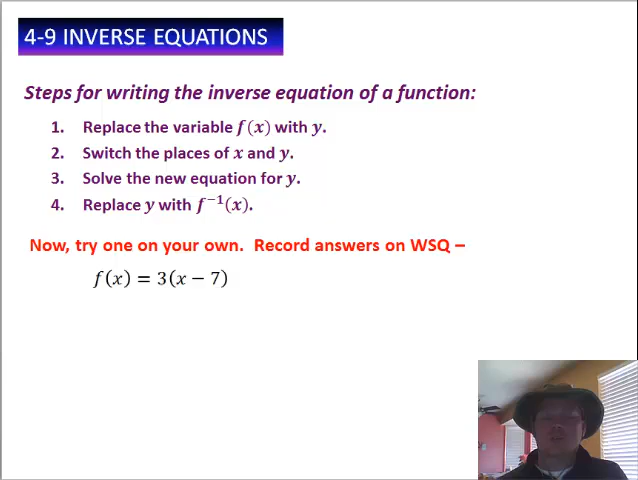 4-9 INVERSE EQUATIONS
Steps for writing the inverse equation of a function:
1. Replace the variable f(x) with y.
2. Switch the places of x and y.
3. Solve the new equation for y.
4. Replace y with f⁻¹(x).
Now, try one on your own. Record answers on WSQ –
f(x) = 3(x − 7)